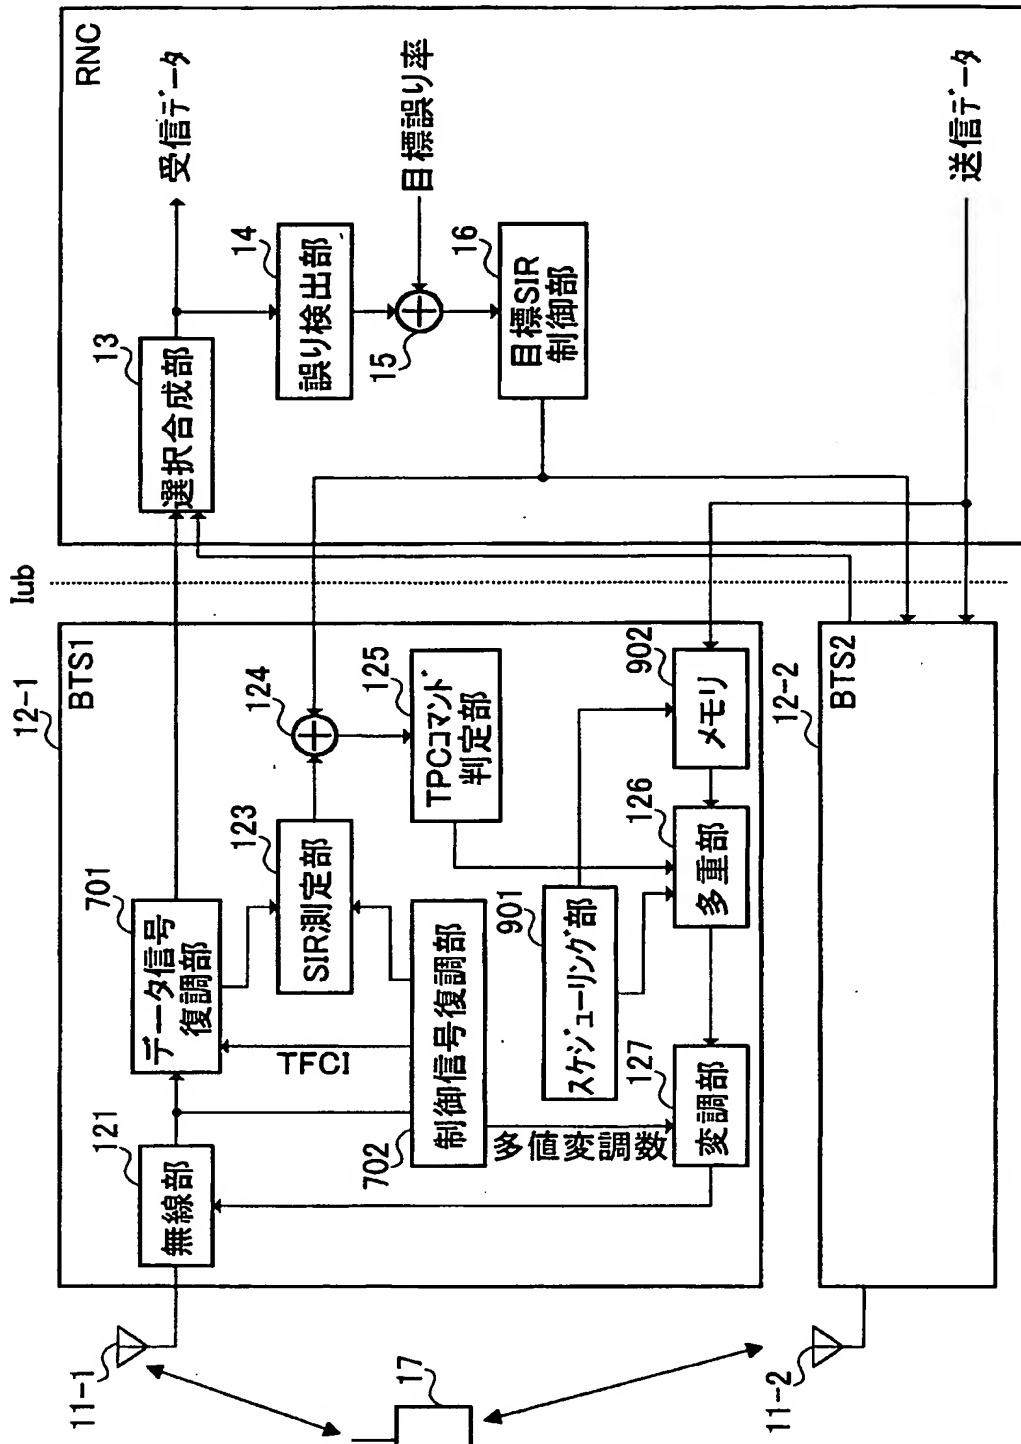 RNC
受信データ
目標誤り率
送信データ
13
選択合成部
14
誤り検出部
15
16
目標SIR
制御部
Iub
12-1
BTS1
701
データ信号
復調部
123
SIR測定部
124
125
TPCコマンド
判定部
902
メモリ
121
無線部
TFCI
702
制御信号復調部
多値変調数
901
スケジューリング部
126
多重部
127
変調部
12-2
BTS2
11-1
17
11-2